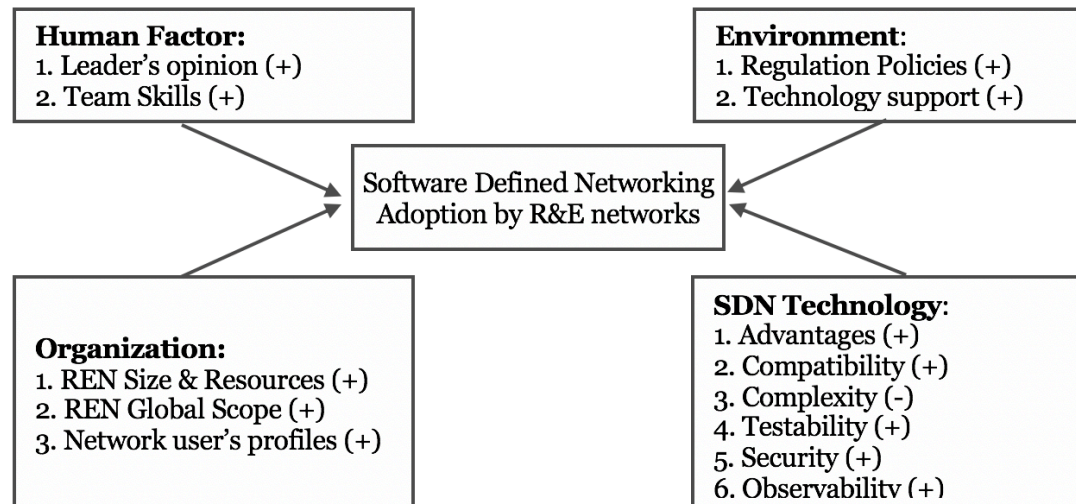 Human Factor:
1. Leader's opinion (+)
2. Team Skills (+)
Environment:
1. Regulation Policies (+)
2. Technology support (+)
Software Defined Networking
Adoption by R&E networks
Organization:
1. REN Size & Resources (+)
2. REN Global Scope (+)
3. Network user's profiles (+)
SDN Technology:
1. Advantages (+)
2. Compatibility (+)
3. Complexity (-)
4. Testability (+)
5. Security (+)
6. Observability (+)